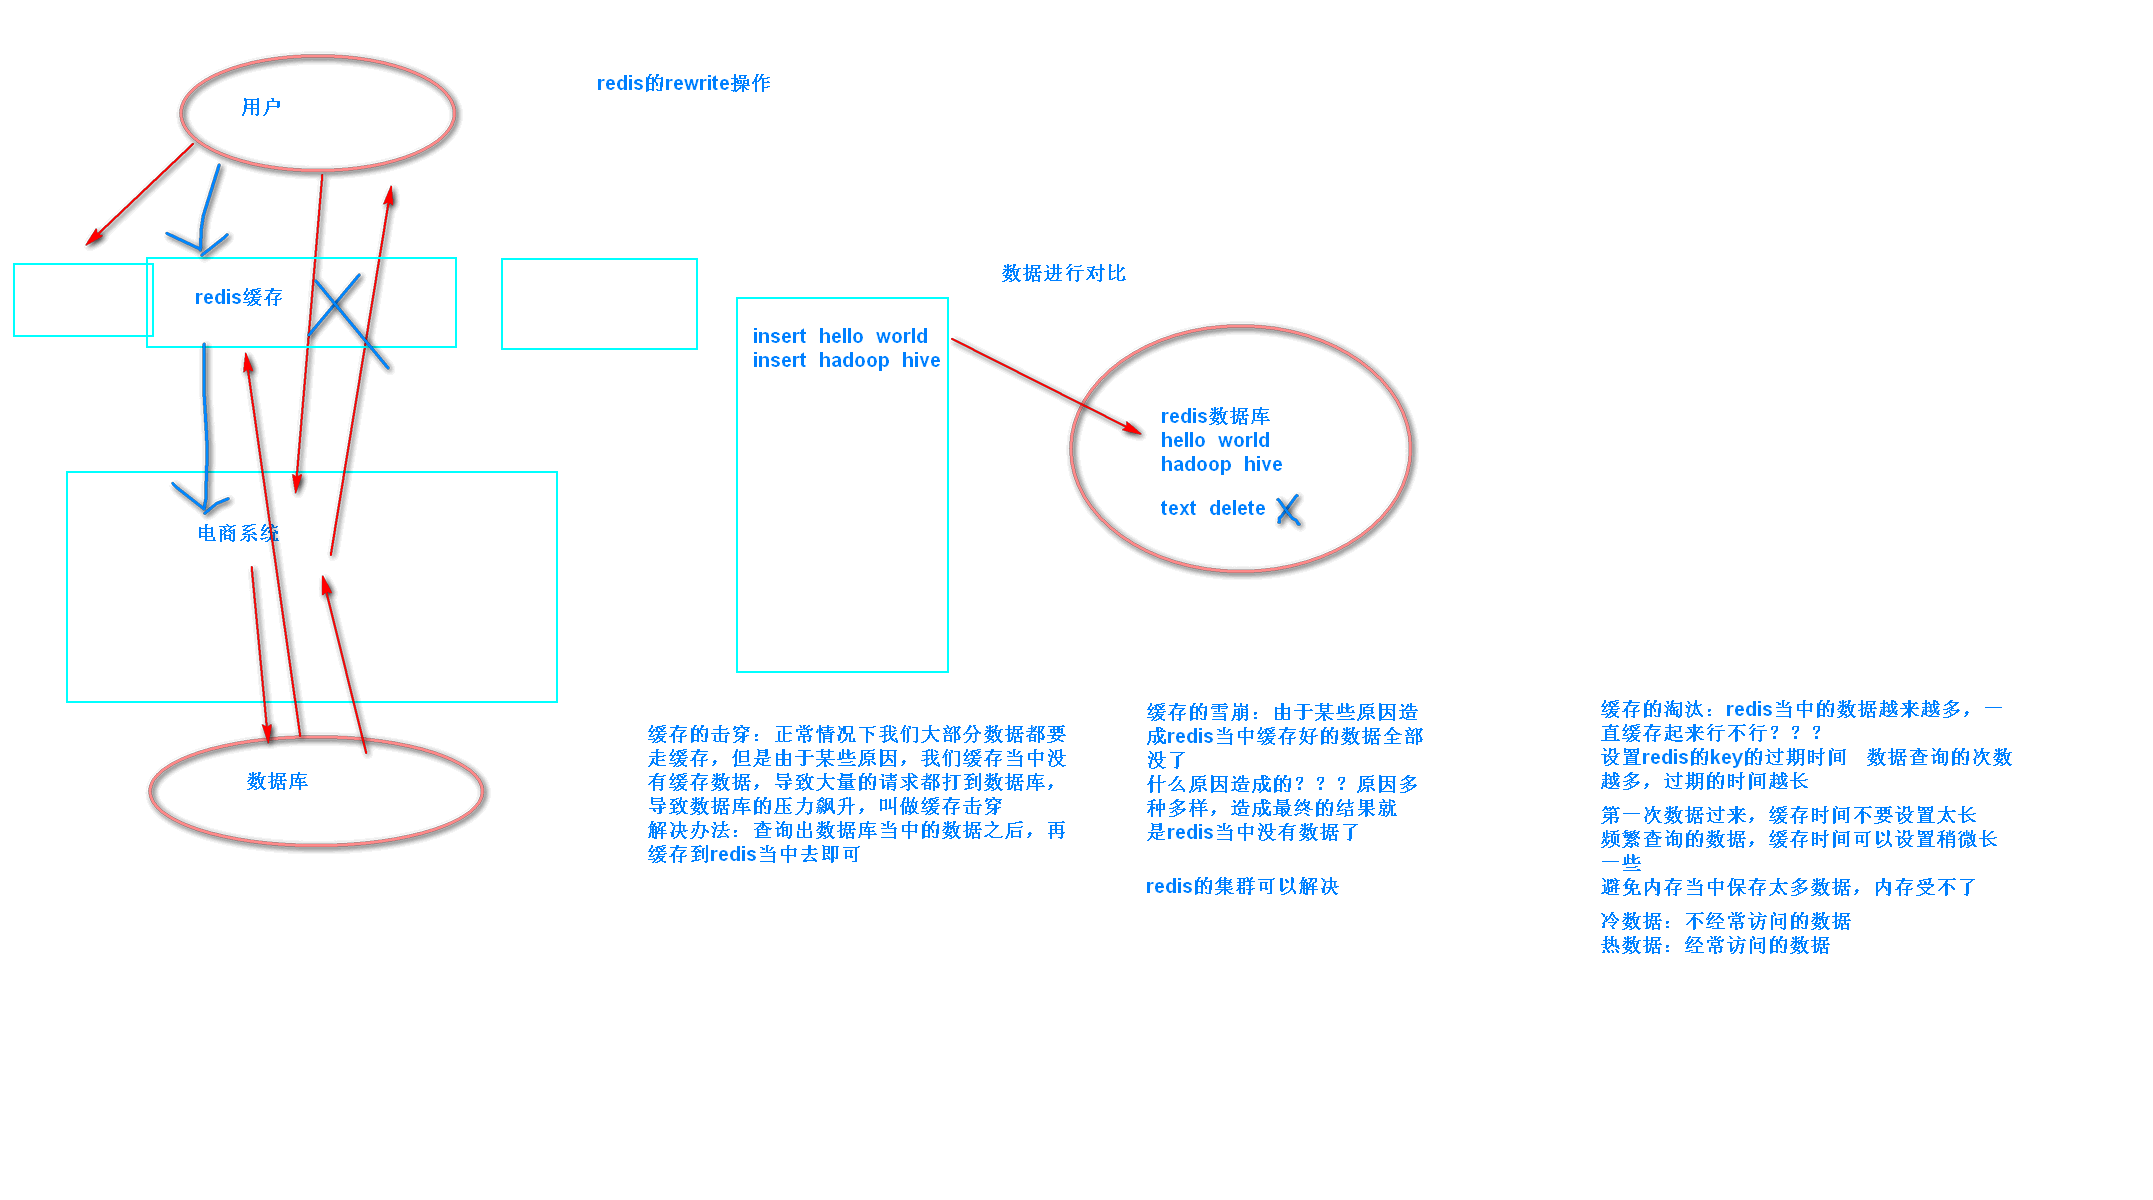 用户
redis的rewrite操作
redis缓存
数据进行对比
insert hello world
insert hadoop hive
redis数据库
hello world
hadoop hive
text delete
电商系统
数据库
缓存的击穿：正常情况下我们大部分数据都要
走缓存，但是由于某些原因，我们缓存当中没
有缓存数据，导致大量的请求都打到数据库，
导致数据库的压力飙升，叫做缓存击穿
解决办法：查询出数据库当中的数据之后，再
缓存到redis当中去即可
缓存的雪崩：由于某些原因造
成redis当中缓存好的数据全部
没了
什么原因造成的？？？原因多
种多样，造成最终的结果就
是redis当中没有数据了
redis的集群可以解决
缓存的淘汰：redis当中的数据越来越多，一
直缓存起来行不行？？？
设置redis的key的过期时间 数据查询的次数
越多，过期的时间越长
第一次数据过来，缓存时间不要设置太长
频繁查询的数据，缓存时间可以设置稍微长
一些
避免内存当中保存太多数据，内存受不了
冷数据：不经常访问的数据
热数据：经常访问的数据